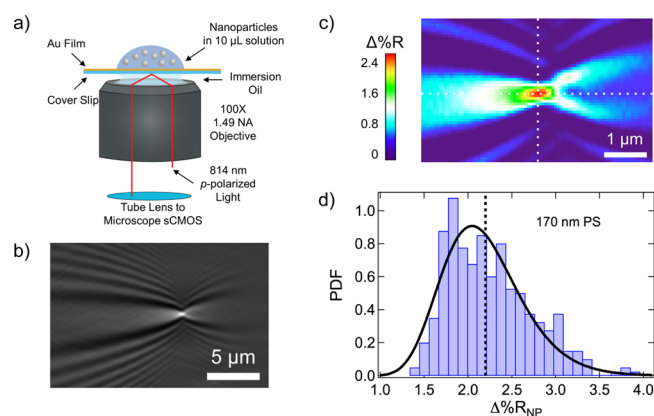 a)
Nanoparticles
in 10 µL solution
Au Film
Cover Slip
Immersion
Oil
100X
1.49 NA
Objective
814 nm
p-polarized
Light
Tube Lens to
Microscope sCMOS
b)
5 µm
c)
Δ%R
2.4
1.6
0.8
0
1 µm
d)
170 nm PS
PDF
1.0
0.8
0.6
0.4
0.2
0.0
1.0 1.5 2.0 2.5 3.0 3.5 4.0
Δ%R_NP